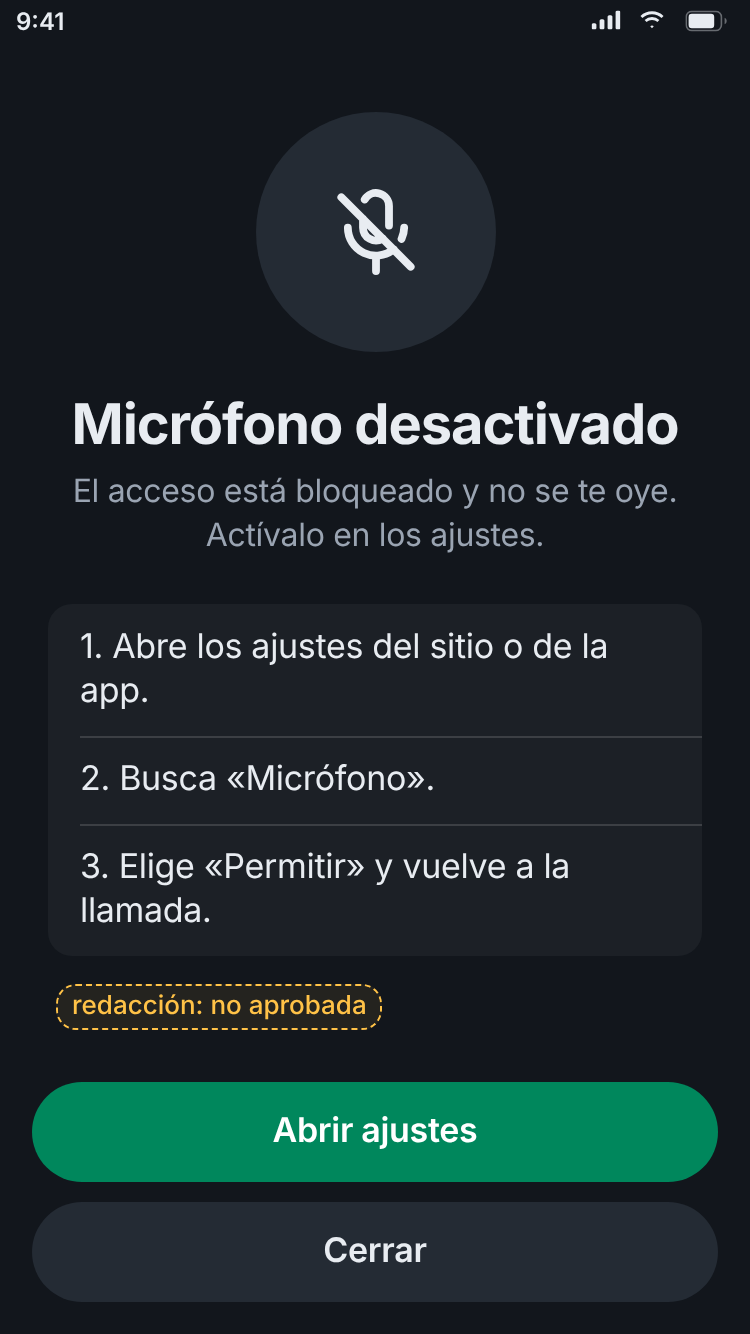 9:41
Micrófono desactivado
El acceso está bloqueado y no se te oye.
Actívalo en los ajustes.
1. Abre los ajustes del sitio o de la
app.
2. Busca «Micrófono».
3. Elige «Permitir» y vuelve a la
llamada.
redacción: no aprobada
Abrir ajustes
Cerrar